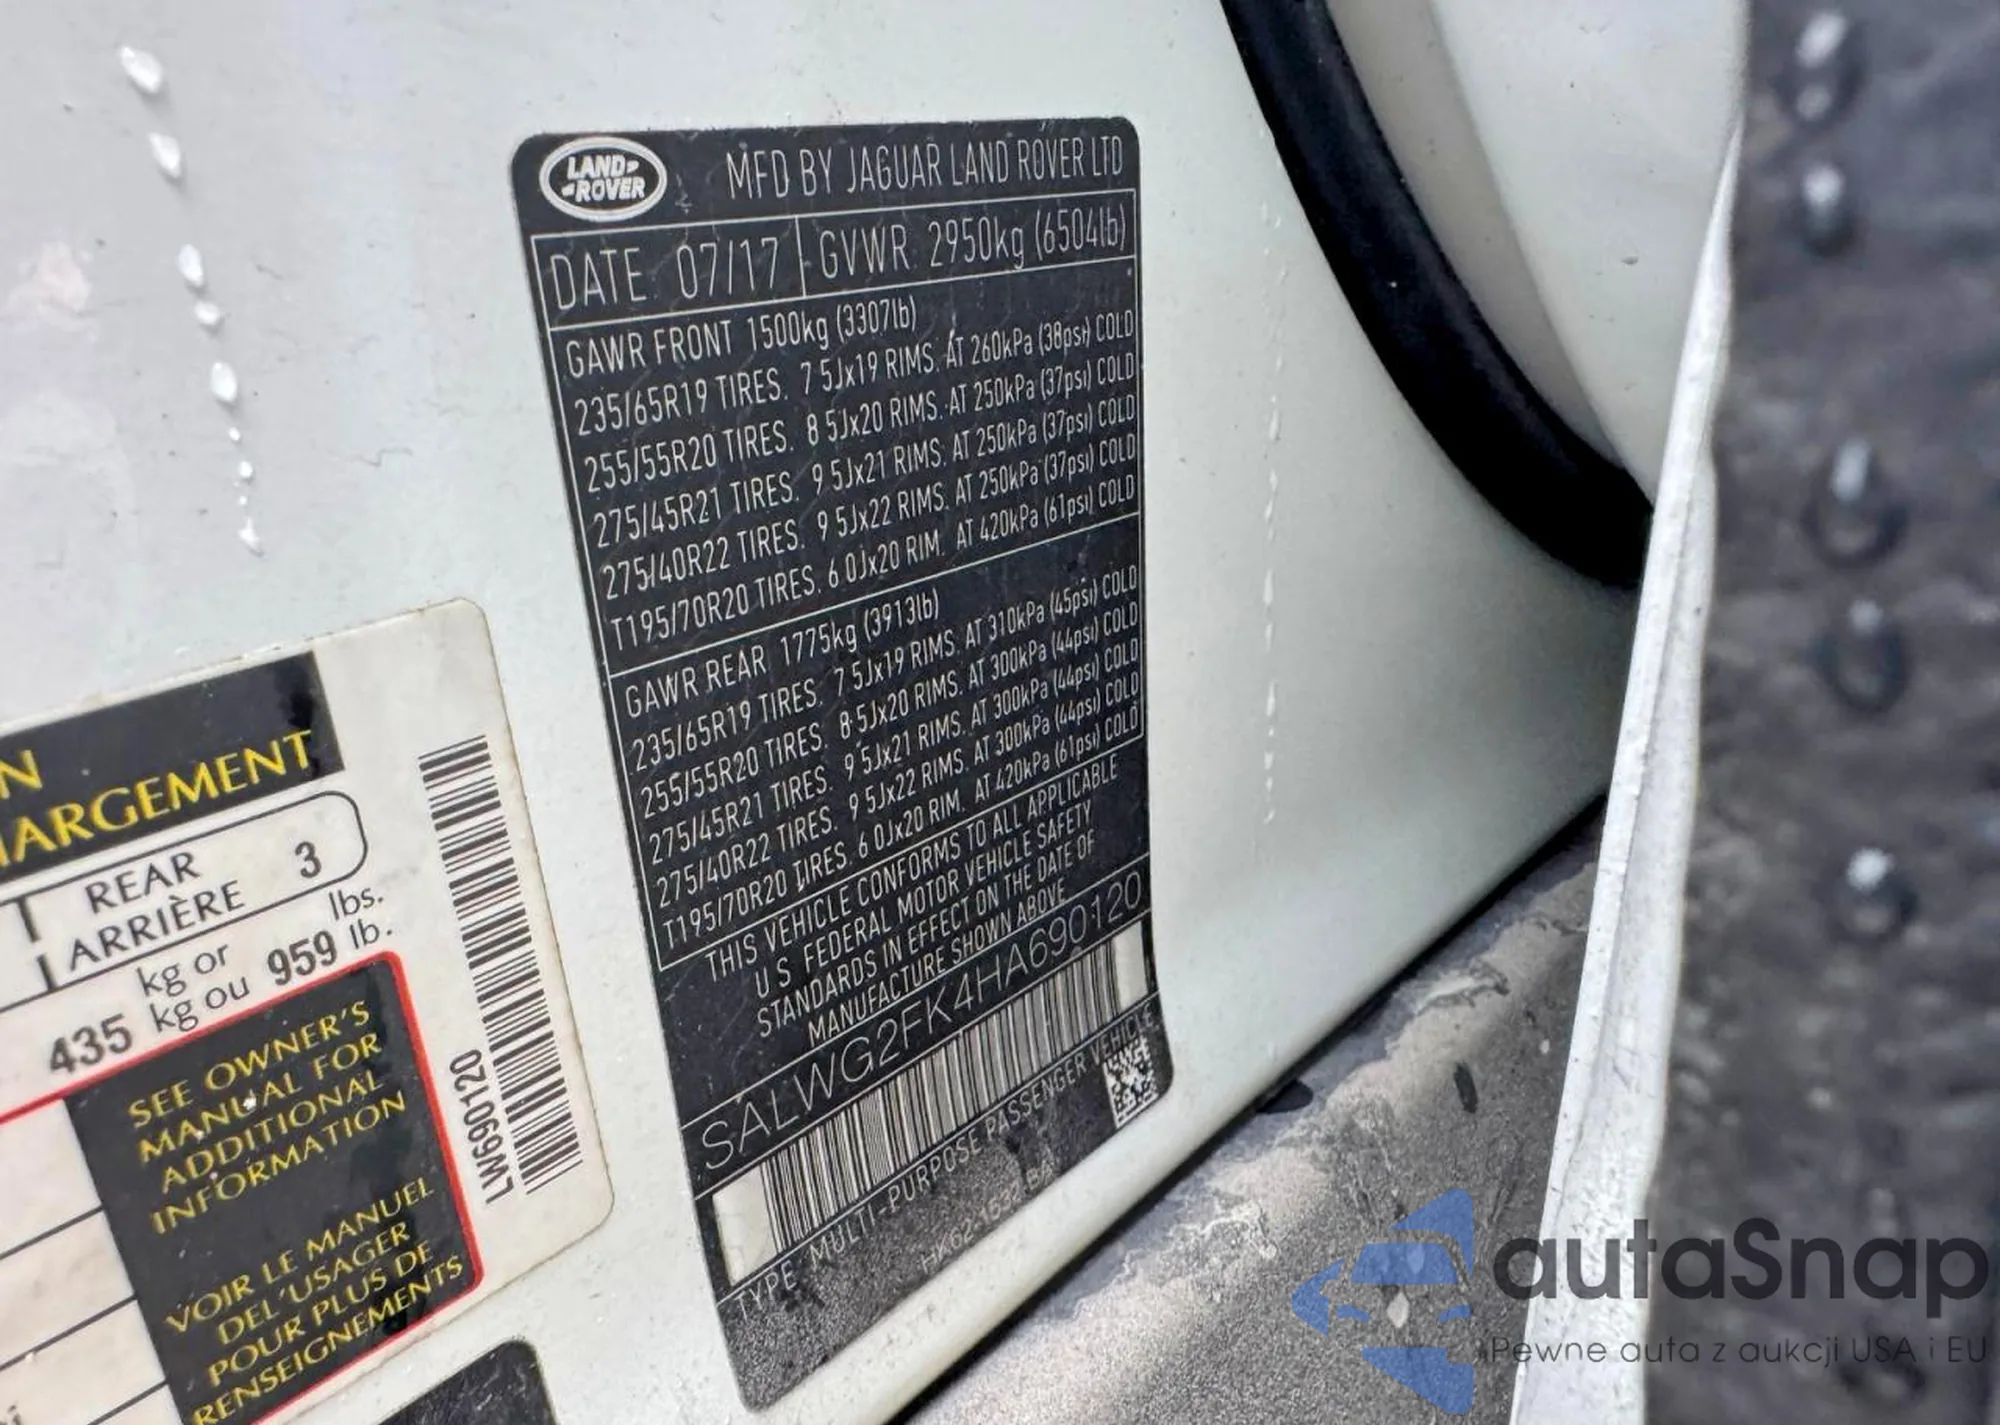 LAND-
-ROVER
MFD BY JAGUAR LAND ROVER LTD
DATE: 07/17
GVWR: 2950kg (6504lb)
GAWR FRONT 1500kg (3307lb)
235/65R19 TIRES. 7.5Jx19 RIMS. AT 260kPa (38psi) COLD
255/55R20 TIRES. 8.5Jx20 RIMS. AT 250kPa (37psi) COLD
275/45R21 TIRES. 9.5Jx21 RIMS. AT 250kPa (37psi) COLD
275/40R22 TIRES. 9.5Jx22 RIMS. AT 250kPa (37psi) COLD
T195/70R20 TIRES. 6.0Jx20 RIM. AT 420kPa (61psi) COLD
GAWR REAR 1775kg (3913lb)
235/65R19 TIRES. 7.5Jx19 RIMS. AT 310kPa (45psi) COLD
255/55R20 TIRES. 8.5Jx20 RIMS. AT 300kPa (44psi) COLD
275/45R21 TIRES. 9.5Jx21 RIMS. AT 300kPa (44psi) COLD
275/40R22 TIRES. 9.5Jx22 RIMS. AT 300kPa (44psi) COLD
T195/70R20 TIRES. 6.0Jx20 RIM. AT 420kPa (61psi) COLD
THIS VEHICLE CONFORMS TO ALL APPLICABLE
U.S. FEDERAL MOTOR VEHICLE SAFETY
STANDARDS IN EFFECT ON THE DATE OF
MANUFACTURE SHOWN ABOVE
SALWG2FK4HA690120
TYPE: MULTI-PURPOSE PASSENGER VEHICLE
N
HARGEMENT
REAR
ARRIÈRE 3
435 kg or
kg ou 959 lbs.
lb.
SEE OWNER'S
MANUAL FOR
ADDITIONAL
INFORMATION
VOIR LE MANUEL
DEL'USAGER
POUR PLUS DE
RENSEIGNEMENTS
LW690120
autaSnap
Pewne auta z aukcji USA i EU